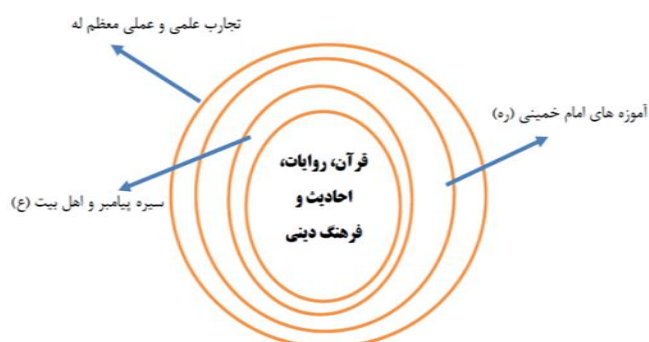 تجارب علمی و عملی معظم له
آموزه های امام خمینی (ره)
قرآن، روایات،
احادیث و
فرهنگ دینی
سیره پیامبر و اهل بیت (ع)